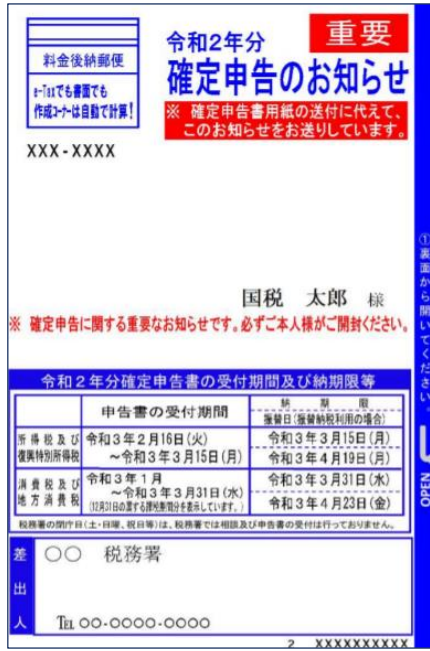 料金後納郵便
e-Taxでも書面でも
作成コーナーは自動で計算!
令和2年分
重要
確定申告のお知らせ
※ 確定申告書用紙の送付に代えて、
このお知らせをお送りしています。
XXX-XXXX
国税 太郎 様
※ 確定申告に関する重要なお知らせです。必ずご本人様がご開封ください。
令和2年分確定申告書の受付期間及び納期限等
申告書の受付期間
納期限
振替日(振替納税利用の場合)
所得税及び
復興特別所得税
令和3年2月16日(火)
~令和3年3月15日(月)
令和3年3月15日(月)
令和3年4月19日(月)
消費税及び
地方消費税
令和3年1月
~令和3年3月31日(水)
(12月31日の属する課税期間分を表示しています。)
令和3年3月31日(水)
令和3年4月23日(金)
税務署の閉庁日(土・日曜、祝日等)は、税務署では相談及び申告書の受付は行っておりません。
差出人
○○ 税務署
TEL 00-0000-0000
2 XXXXXXXXXX
①裏面から開いてください。
OPEN